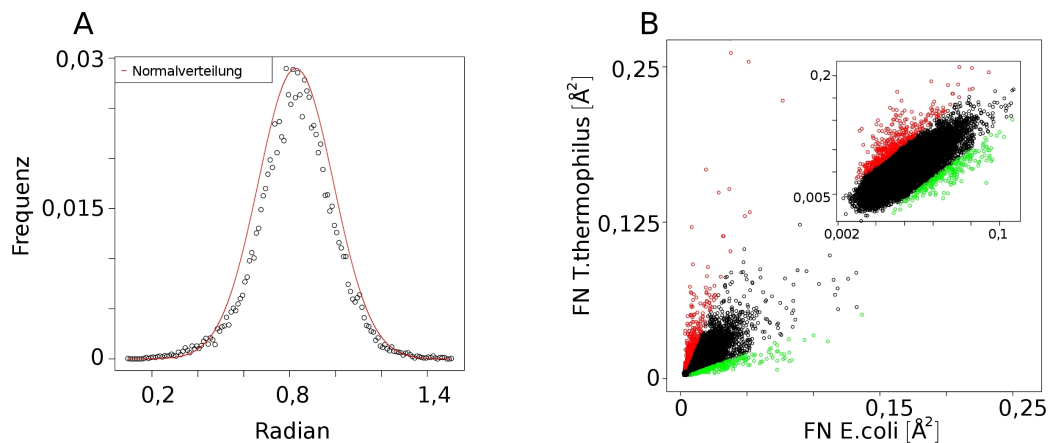 A
0,03
Normalverteilung
0,015
0
Frequenz
0,2
0,8
1,4
Radian
B
0,25
0,125
0
FN T.thermophilus [Å²]
0,2
0,005
0,002
0,1
0
0,15
0,25
FN E.coli [Å²]